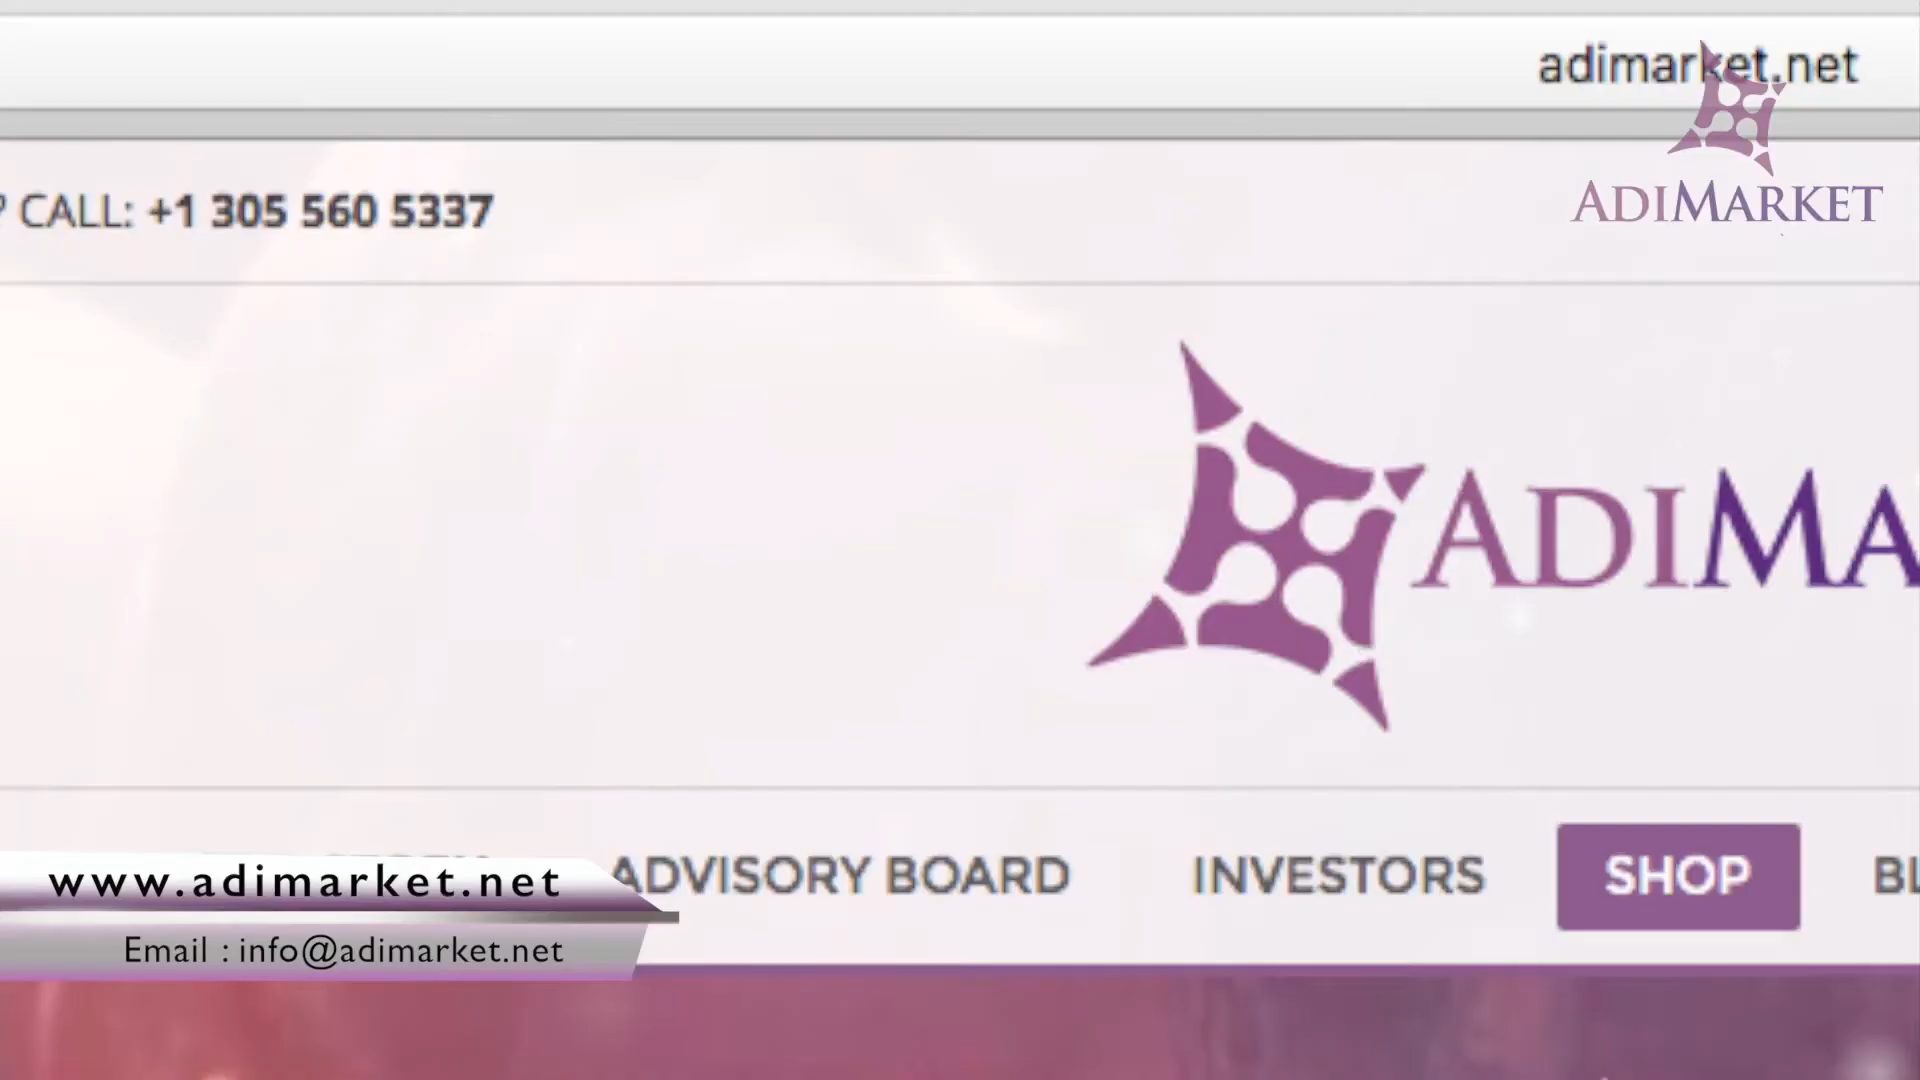 adimarket.net
ADIMARKET
? CALL: +1 305 560 5337
ADIMA
ADVISORY BOARD INVESTORS SHOP BL
www.adimarket.net
Email : info@adimarket.net